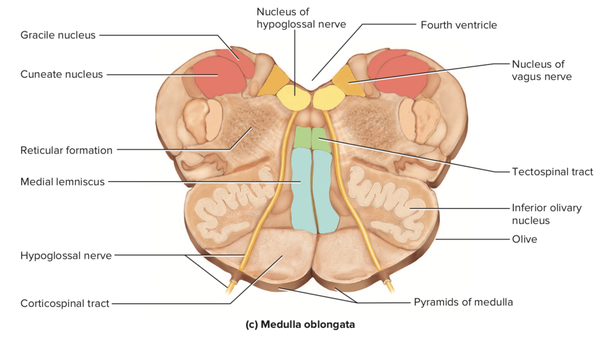 Nucleus of
hypoglossal nerve
Fourth ventricle
Gracile nucleus
Cuneate nucleus
Nucleus of
vagus nerve
Reticular formation
Tectospinal tract
Medial lemniscus
Inferior olivary
nucleus
Olive
Hypoglossal nerve
Corticospinal tract
Pyramids of medulla
(c) Medulla oblongata